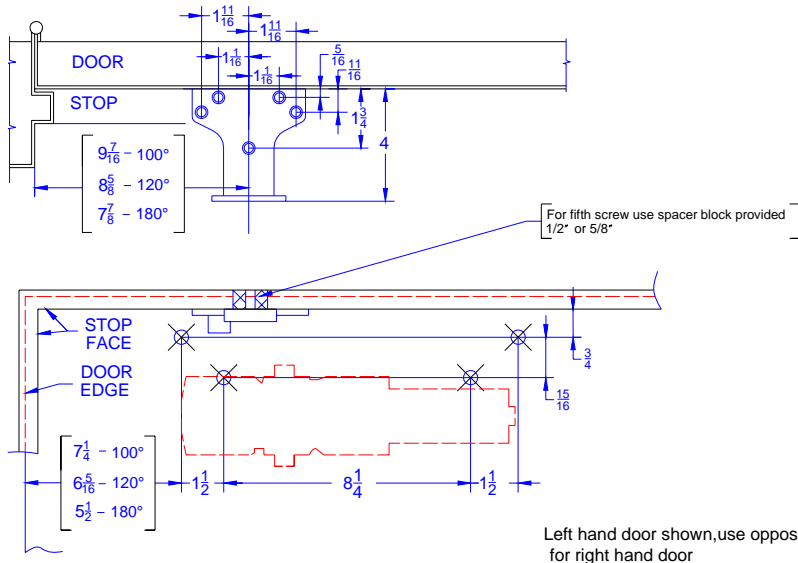 1 11/16
1 11/16
DOOR
1 1/16
5/16
11/16
1 1/16
STOP
1 3/4
4
9 7/16 – 100°
8 5/8 – 120°
7 7/8 – 180°
For fifth screw use spacer block provided
1/2" or 5/8"
STOP
FACE
3/4
DOOR
EDGE
15/16
7 1/4 – 100°
6 5/16 – 120°
5 1/2 – 180°
1 1/2
8 1/4
1 1/2
Left hand door shown,use oppos
for right hand door